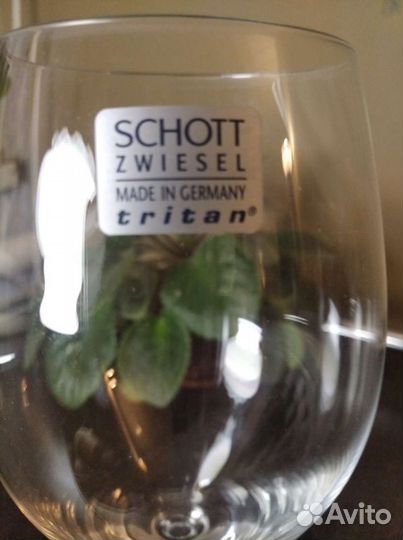 SCHOTT
ZWIESEL
MADE IN GERMANY
tritan®
Avito